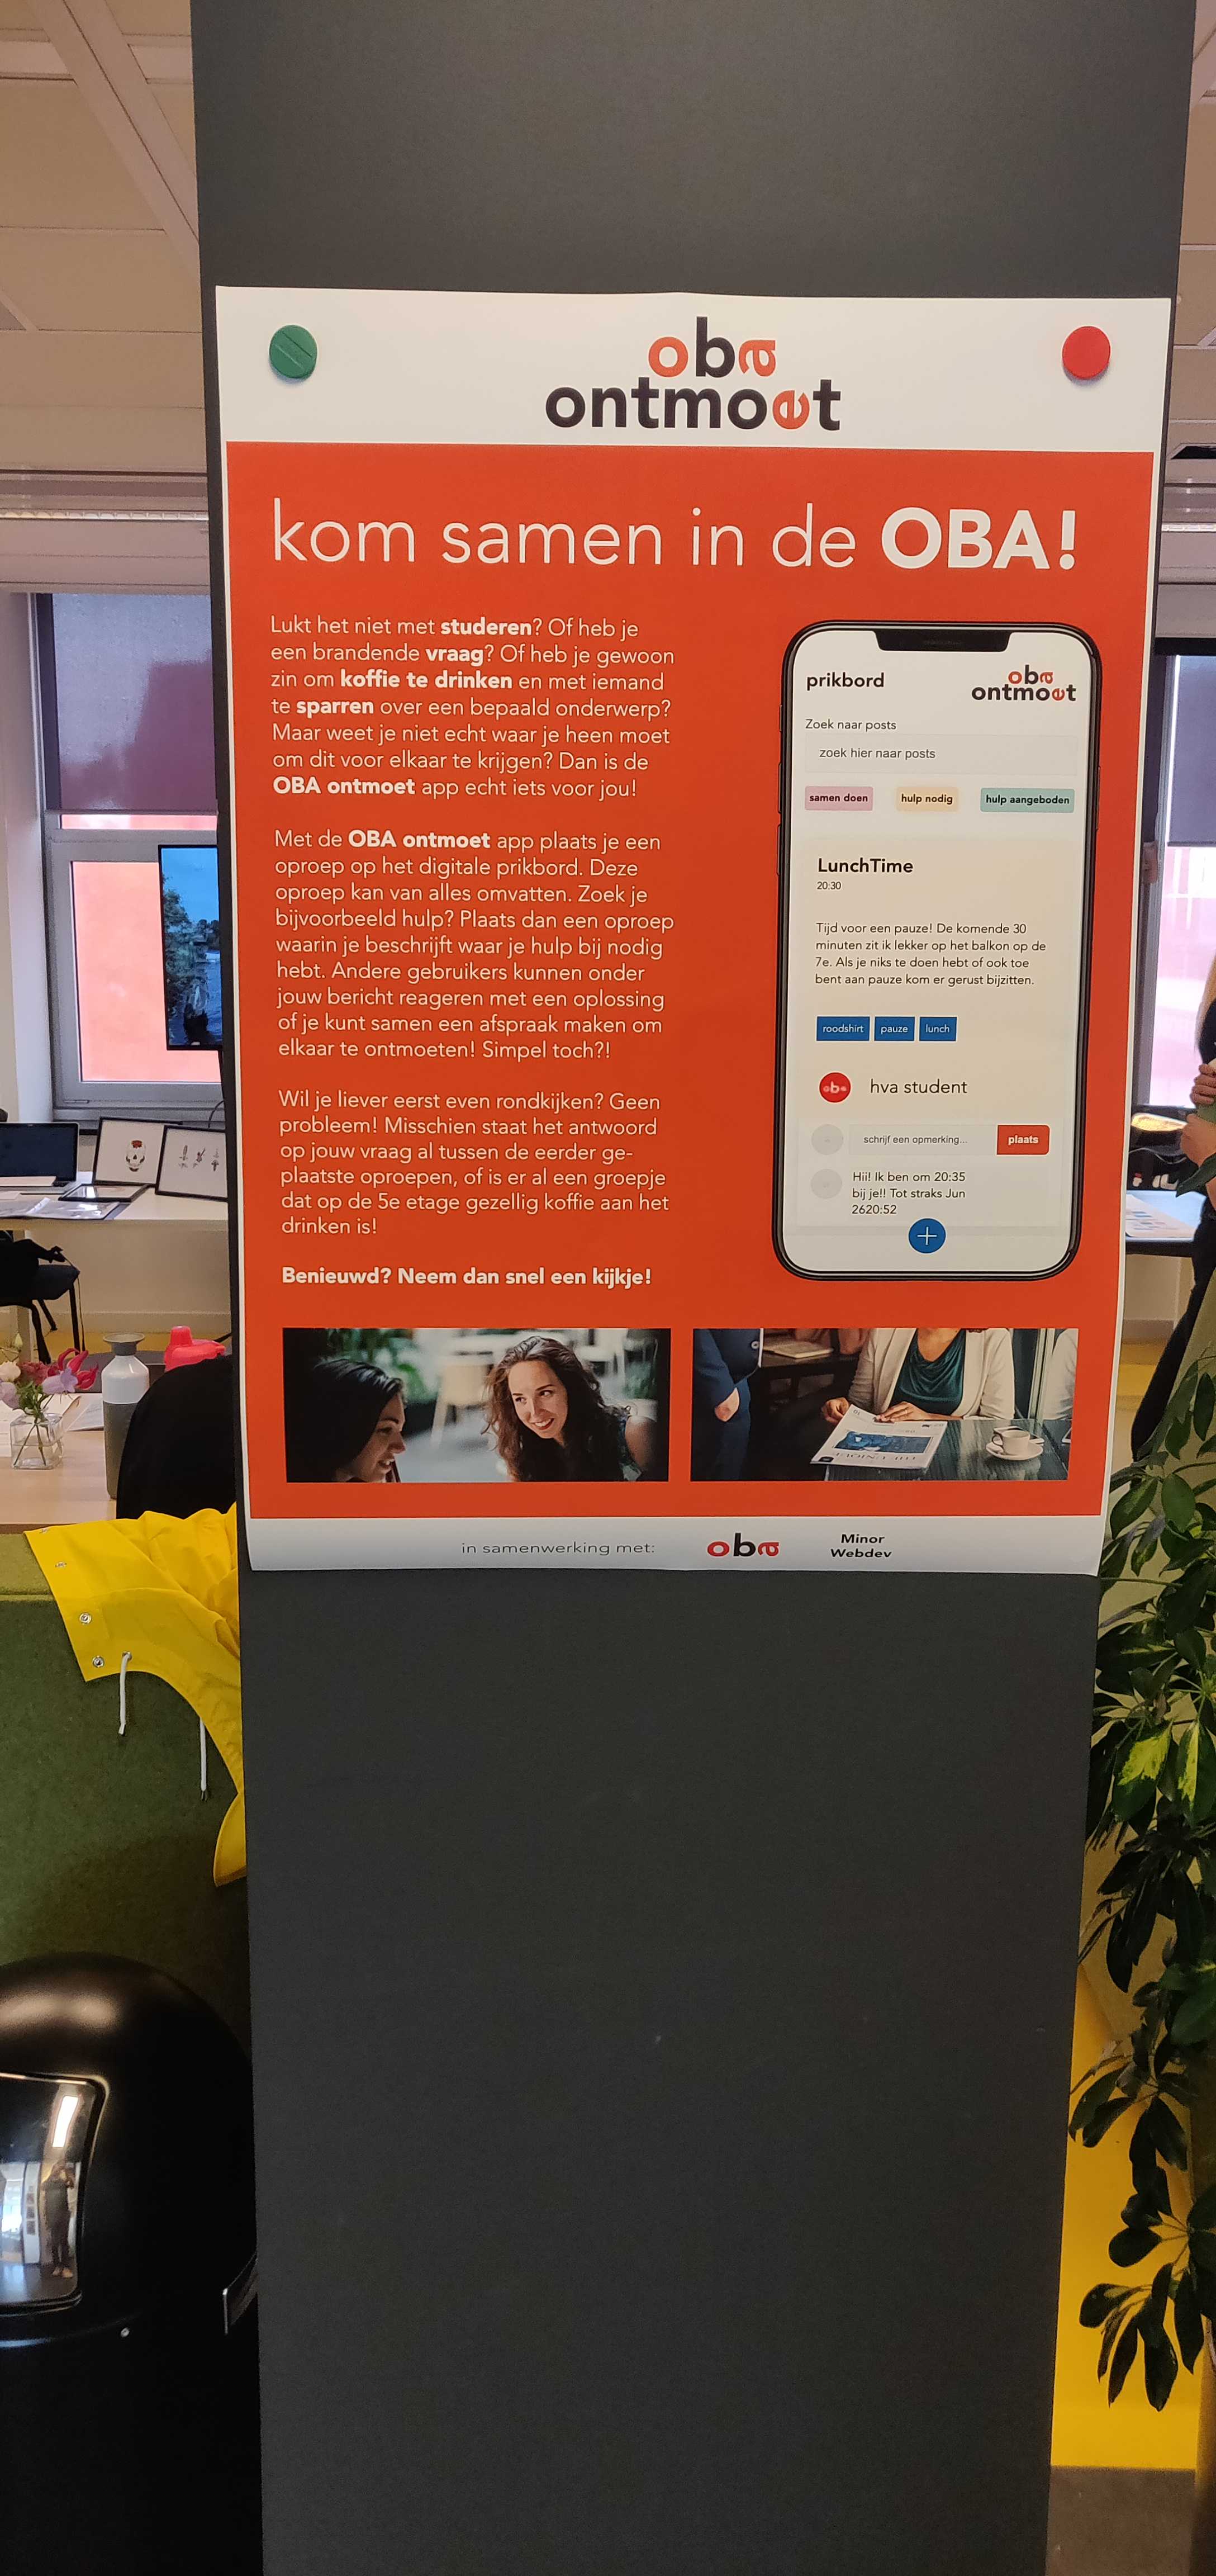 oba
ontmoet
kom samen in de OBA!
Lukt het niet met studeren? Of heb je
een brandende vraag? Of heb je gewoon
zin om koffie te drinken en met iemand
te sparren over een bepaald onderwerp?
Maar weet je niet echt waar je heen moet
om dit voor elkaar te krijgen? Dan is de
OBA ontmoet app echt iets voor jou!
Met de OBA ontmoet app plaats je een
oproep op het digitale prikbord. Deze
oproep kan van alles omvatten. Zoek je
bijvoorbeeld hulp? Plaats dan een oproep
waarin je beschrijft waar je hulp bij nodig
hebt. Andere gebruikers kunnen onder
jouw bericht reageren met een oplossing
of je kunt samen een afspraak maken om
elkaar te ontmoeten! Simpel toch?!
Wil je liever eerst even rondkijken? Geen
probleem! Misschien staat het antwoord
op jouw vraag al tussen de eerder ge-
plaatste oproepen, of is er al een groepje
dat op de 5e etage gezellig koffie aan het
drinken is!
Benieuwd? Neem dan snel een kijkje!
prikbord
oba
ontmoet
Zoek naar posts
zoek hier naar posts
samen doen hulp nodig hulp aangeboden
LunchTime
20:30
Tijd voor een pauze! De komende 30
minuten zit ik lekker op het balkon op de
7e. Als je niks te doen hebt of ook toe
bent aan pauze kom er gerust bijzitten.
roodshirt pauze lunch
oba hva student
schrijf een opmerking... plaats
Hii! Ik ben om 20:35
bij je!! Tot straks Jun
2620:52
in samenwerking met: oba Minor
Webdev